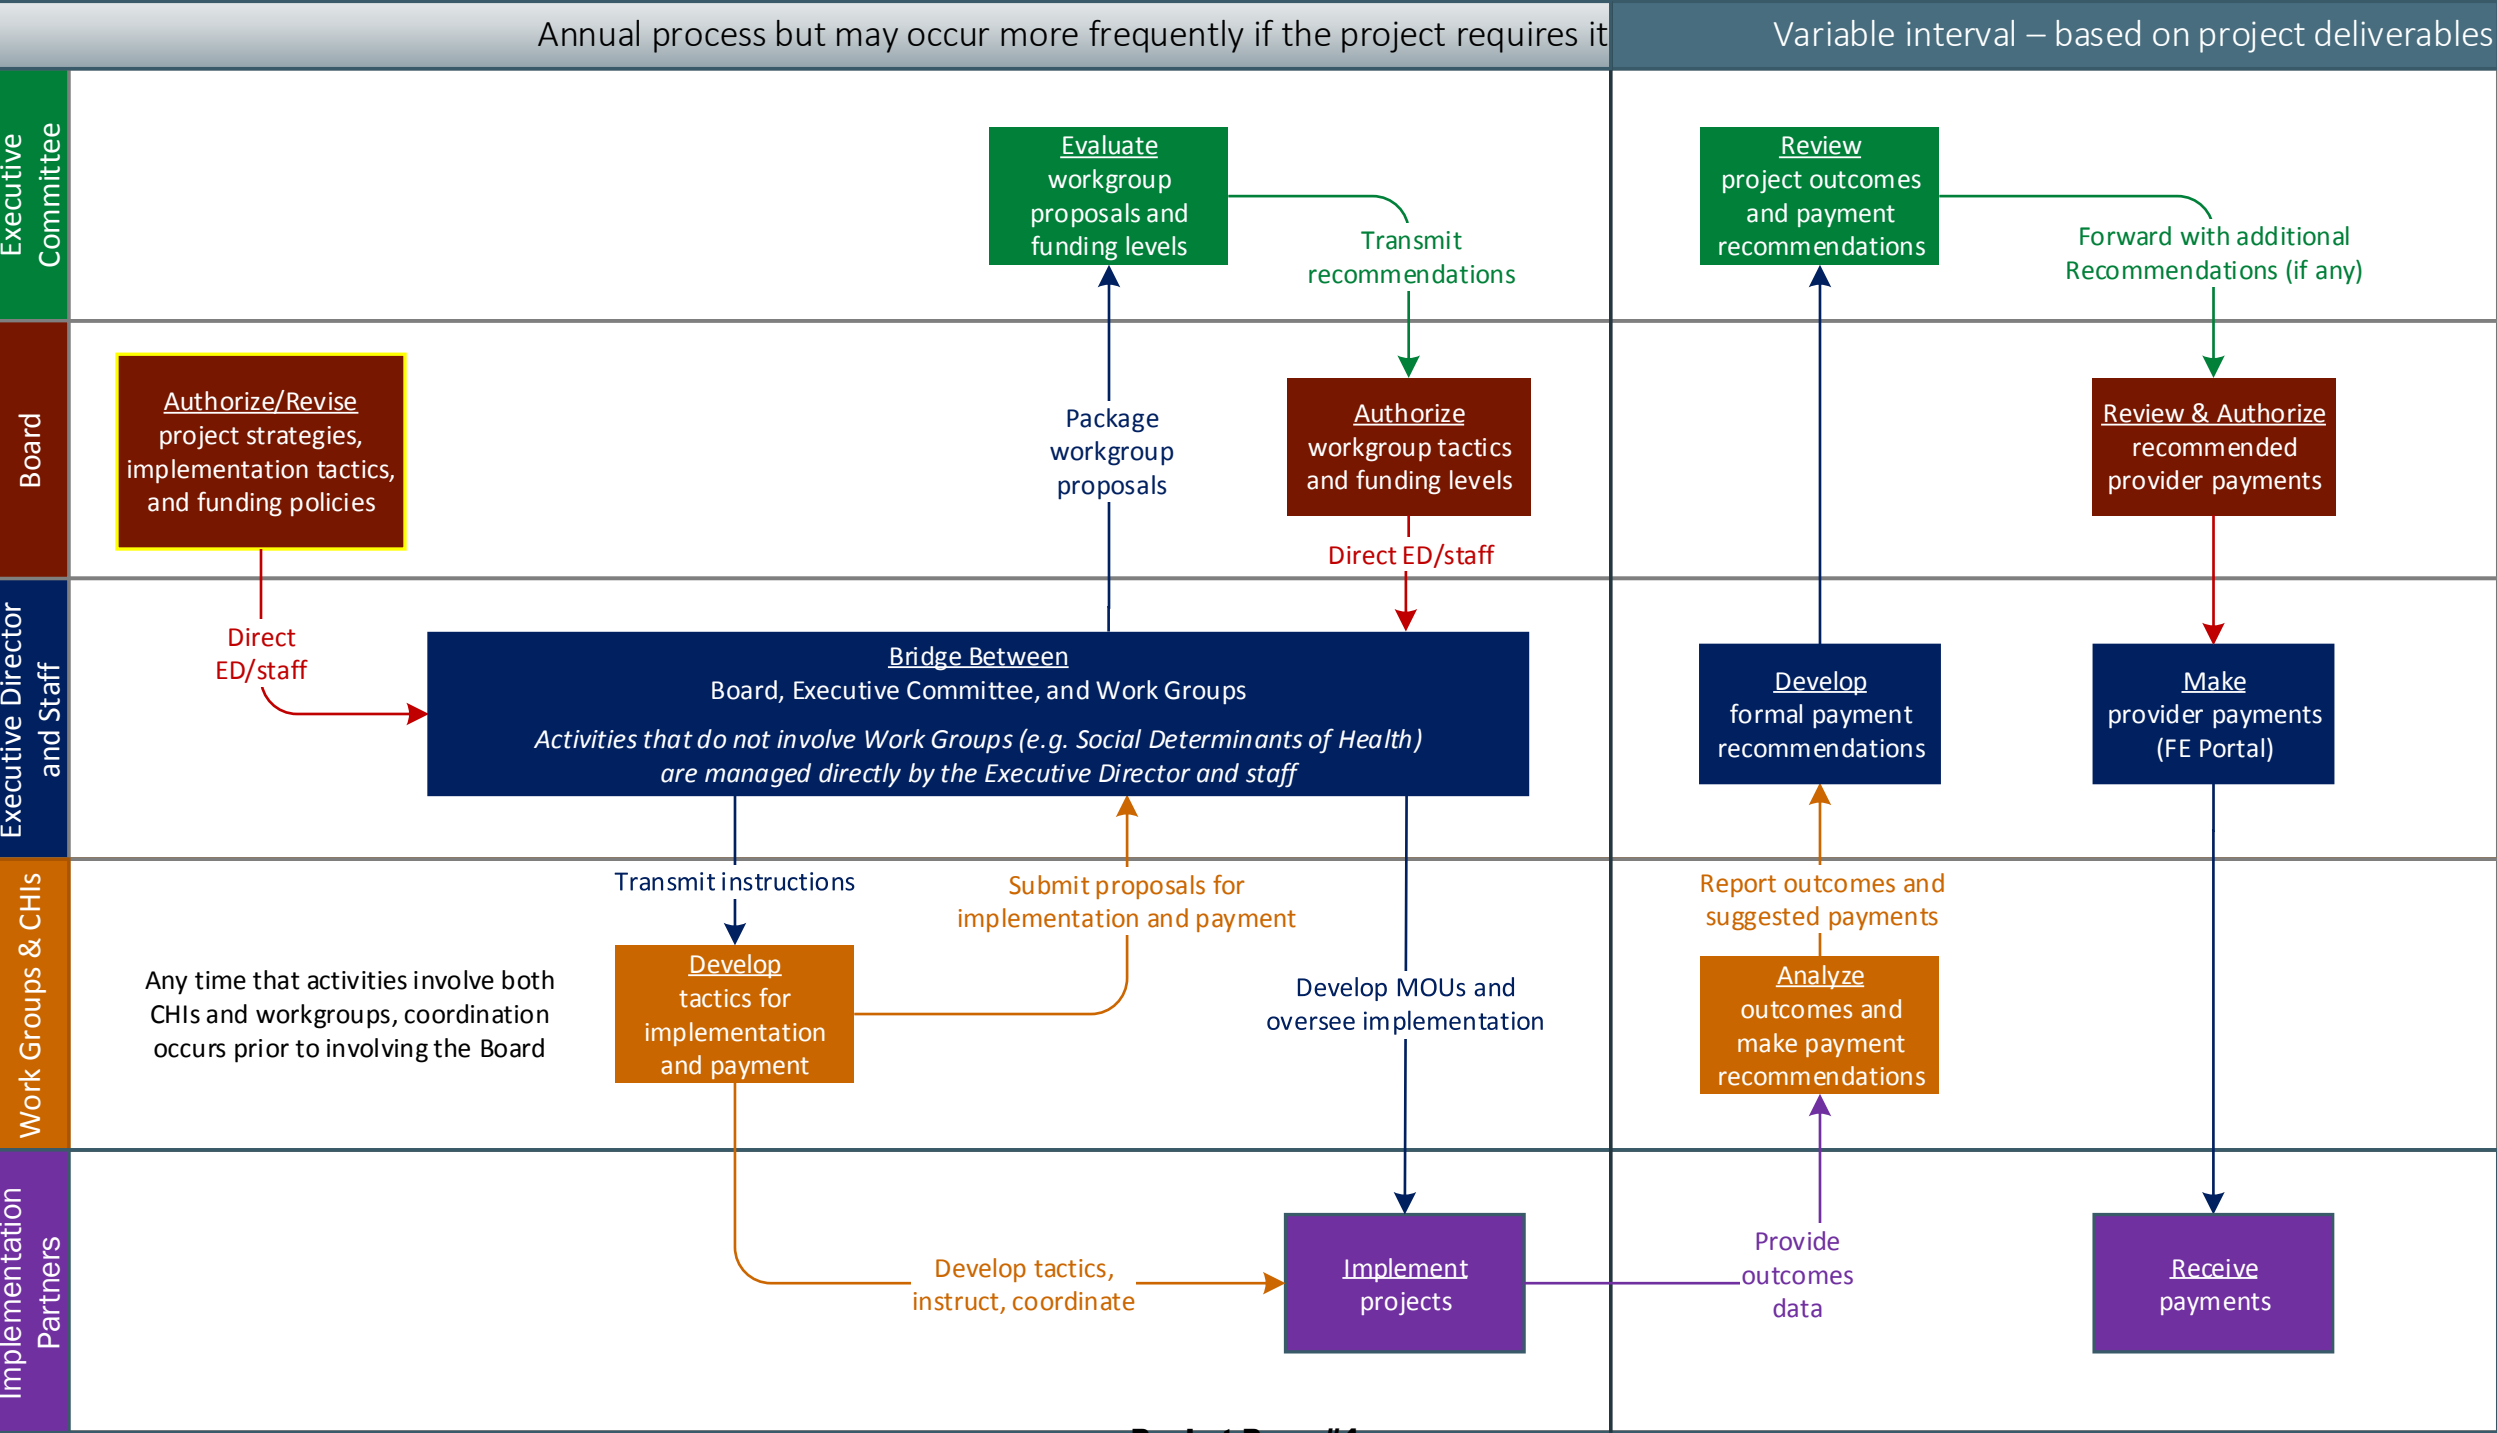 Annual process but may occur more frequently if the project requires it
Variable interval – based on project deliverables
Executive
Committee
Evaluate
workgroup
proposals and
funding levels
Transmit
recommendations
Review
project outcomes
and payment
recommendations
Forward with additional
Recommendations (if any)
Board
Authorize/Revise
project strategies,
implementation tactics,
and funding policies
Package
workgroup
proposals
Authorize
workgroup tactics
and funding levels
Direct ED/staff
Review & Authorize
recommended
provider payments
Executive Director
and Staff
Direct
ED/staff
Bridge Between
Board, Executive Committee, and Work Groups
Activities that do not involve Work Groups (e.g. Social Determinants of Health)
are managed directly by the Executive Director and staff
Develop
formal payment
recommendations
Make
provider payments
(FE Portal)
Work Groups & CHIs
Transmit instructions
Submit proposals for
implementation and payment
Any time that activities involve both
CHIs and workgroups, coordination
occurs prior to involving the Board
Develop
tactics for
implementation
and payment
Develop MOUs and
oversee implementation
Report outcomes and
suggested payments
Analyze
outcomes and
make payment
recommendations
Implementation
Partners
Develop tactics,
instruct, coordinate
Implement
projects
Provide
outcomes
data
Receive
payments